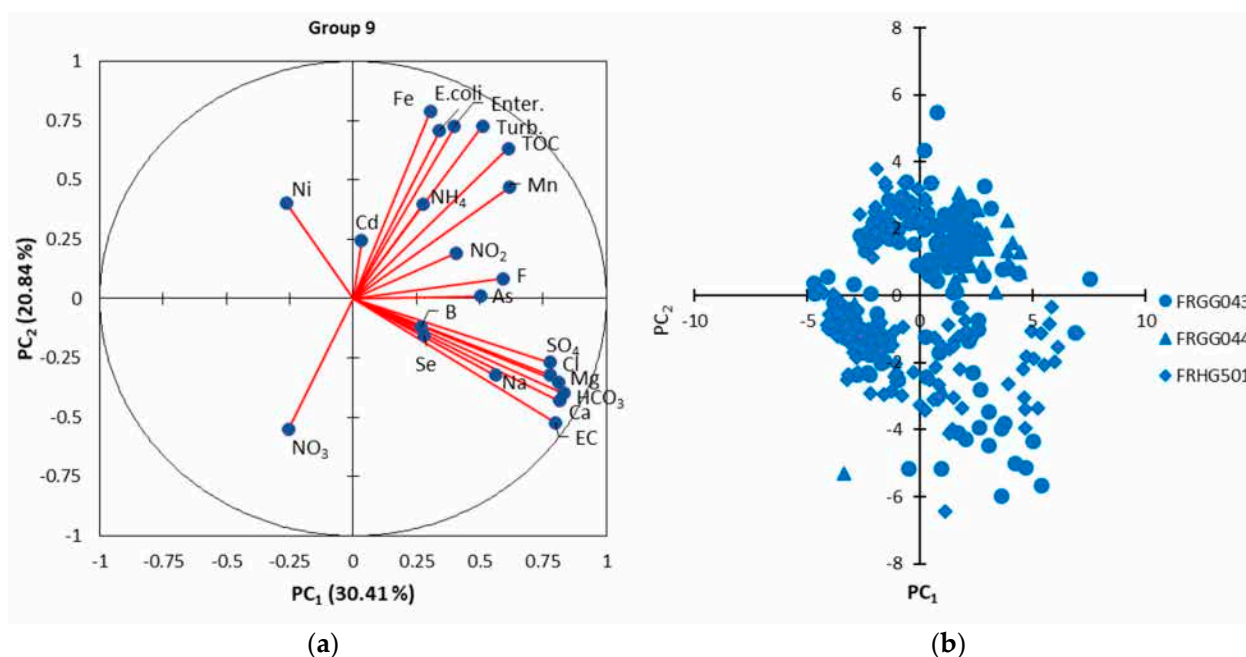 Group 9
1
0.75
0.5
0.25
0
-0.25
-0.5
-0.75
-1
PC2 (20.84 %)
-1
-0.75
-0.5
-0.25
0
0.25
0.5
0.75
1
PC1 (30.41 %)
Fe
E.coli
Enter.
Turb.
TOC
Mn
NH4
Ni
Cd
NO2
F
As
B
Se
SO4
Cl
Mg
Na
HCO3
Ca
EC
NO3
(a)
8
6
4
2
0
-2
-4
-6
-8
PC2
-10
-5
0
5
10
PC1
FRGG043
FRGG044
FRHG501
(b)